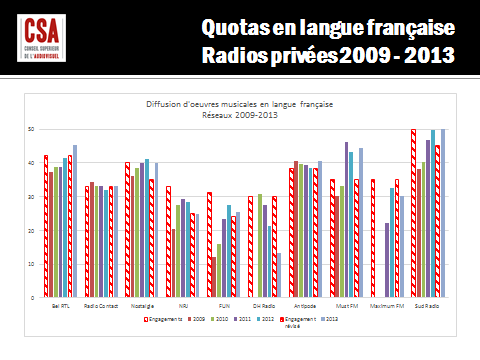 CSA
CONSEIL SUPERIEUR
DE L'AUDIOVISUEL
Quotas en langue française
Radios privées 2009 - 2013
Diffusion d'oeuvres musicales en langue française
Réseaux 2009-2013
50
40
30
20
10
0
Bel RTL Radio Contact Nostalgie NRJ FUN DH Radio Antipode Must FM Maximum FM Sud Radio
Engagements 2009 2010 2011 2012 Engagement révisé 2013